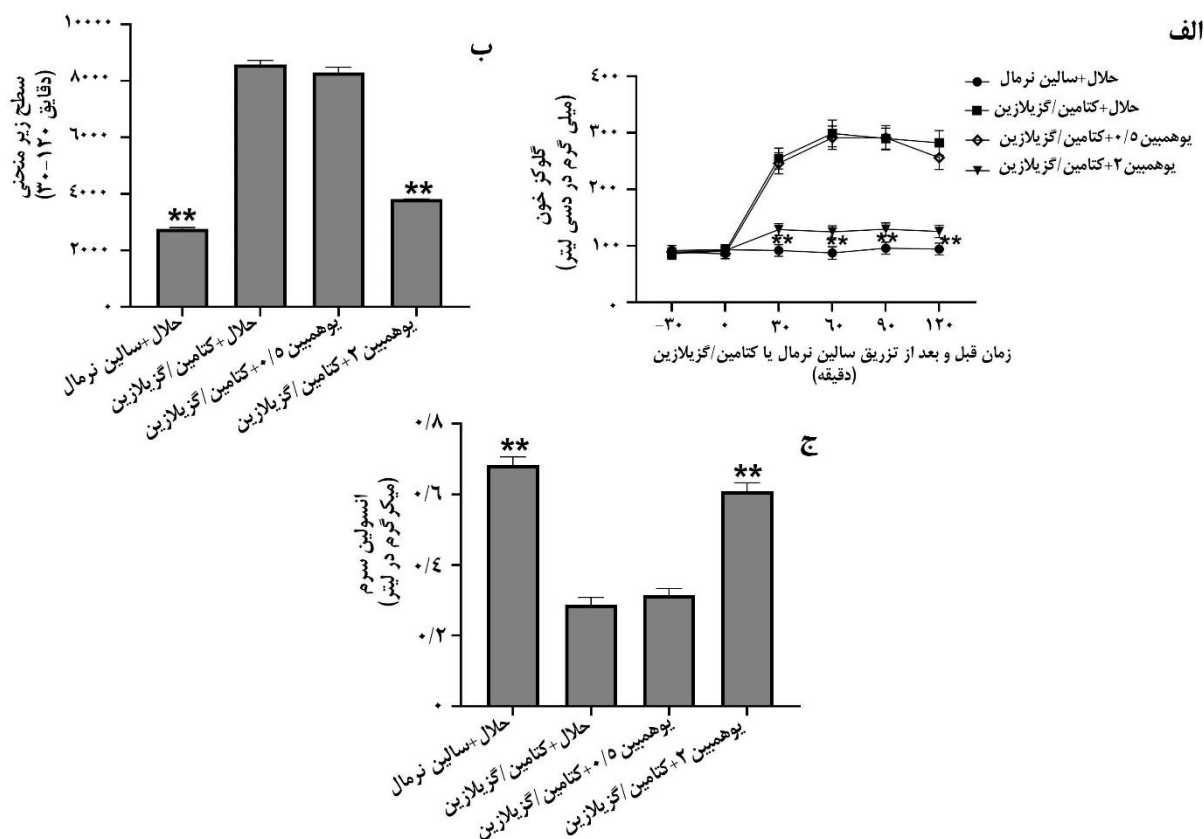 الف
حلال+سالین نرمال
حلال+کتامین/گزیلازین
یوهمبین ۰/۵+کتامین/گزیلازین
یوهمبین ۲+کتامین/گزیلازین
گلوکز خون
(میلی گرم در دسی لیتر)
۴۰۰
۳۰۰
۲۰۰
۱۰۰
۰
** ** ** **
-۳۰ ۰ ۳۰ ۶۰ ۹۰ ۱۲۰
زمان قبل و بعد از تزریق سالین نرمال یا کتامین/گزیلازین
(دقیقه)
ب
سطح زیر منحنی
(دقایق ۱۲۰-۳۰)
۱۰۰۰۰
۸۰۰۰
۶۰۰۰
۴۰۰۰
۲۰۰۰
۰
** **
حلال+سالین نرمال
حلال+کتامین/گزیلازین
یوهمبین ۰/۵+کتامین/گزیلازین
یوهمبین ۲+کتامین/گزیلازین
ج
انسولین سرم
(میکرگرم در لیتر)
۰/۸
۰/۶
۰/۴
۰/۲
۰
** **
حلال+سالین نرمال
حلال+کتامین/گزیلازین
یوهمبین ۰/۵+کتامین/گزیلازین
یوهمبین ۲+کتامین/گزیلازین